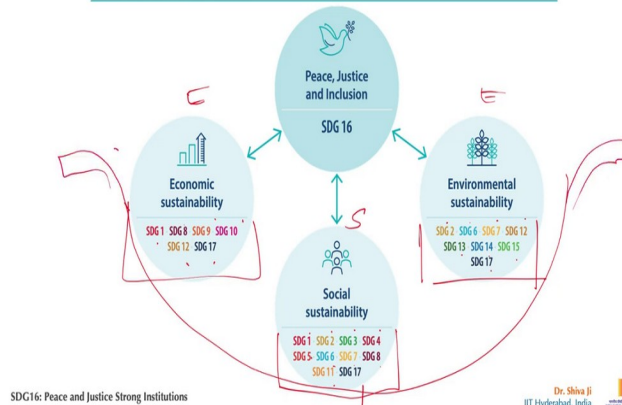 Peace, Justice
and Inclusion
SDG 16
E
E
Economic
sustainability
SDG 1 SDG 8 SDG 9 SDG 10
SDG 12 SDG 17
Environmental
sustainability
SDG 2 SDG 6 SDG 7 SDG 12
SDG 13 SDG 14 SDG 15
SDG 17
S
Social
sustainability
SDG 1 SDG 2 SDG 3 SDG 4
SDG 5 SDG 6 SDG 7 SDG 8
SDG 11 SDG 17
SDG16: Peace and Justice Strong Institutions
Dr. Shiva Ji
IIT Hyderabad, India